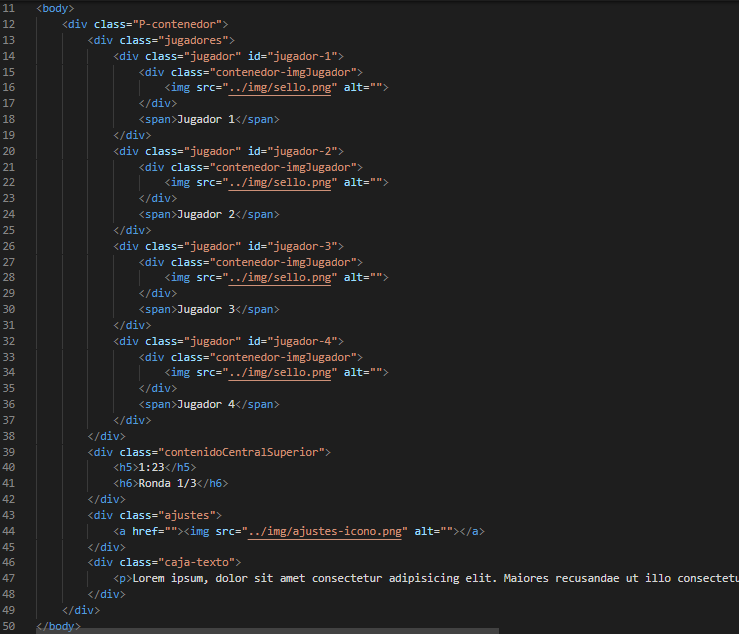 11 <body>
12 <div class="P-contenedor">
13 <div class="jugadores">
14 <div class="jugador" id="jugador-1">
15 <div class="contenedor-imgJugador">
16 <img src="../img/sello.png" alt="">
17 </div>
18 <span>Jugador 1</span>
19 </div>
20 <div class="jugador" id="jugador-2">
21 <div class="contenedor-imgJugador">
22 <img src="../img/sello.png" alt="">
23 </div>
24 <span>Jugador 2</span>
25 </div>
26 <div class="jugador" id="jugador-3">
27 <div class="contenedor-imgJugador">
28 <img src="../img/sello.png" alt="">
29 </div>
30 <span>Jugador 3</span>
31 </div>
32 <div class="jugador" id="jugador-4">
33 <div class="contenedor-imgJugador">
34 <img src="../img/sello.png" alt="">
35 </div>
36 <span>Jugador 4</span>
37 </div>
38 </div>
39 <div class="contenidoCentralSuperior">
40 <h5>1:23</h5>
41 <h6>Ronda 1/3</h6>
42 </div>
43 <div class="ajustes">
44 <a href=""><img src="../img/ajustes-icono.png" alt=""></a>
45 </div>
46 <div class="caja-texto">
47 <p>Lorem ipsum, dolor sit amet consectetur adipisicing elit. Maiores recusandae ut illo consectetu
48 </div>
49 </div>
50 </body>